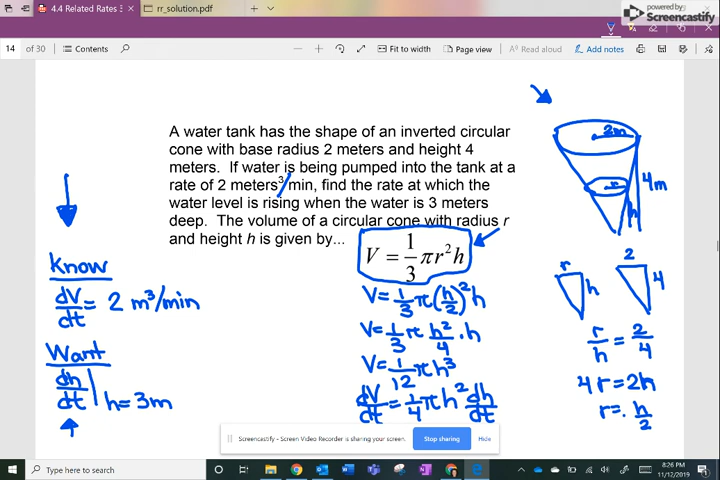 4.4 Related Rates
rr_solution.pdf
powered by
Screencastify
14 of 30
Contents
Fit to width
Page view
Read aloud
Add notes
A water tank has the shape of an inverted circular
cone with base radius 2 meters and height 4
meters. If water is being pumped into the tank at a
rate of 2 meters³/min, find the rate at which the
water level is rising when the water is 3 meters
deep. The volume of a circular cone with radius r
and height h is given by...
V = 1/3 πr²h
Know
dV/dt = 2 m³/min
Want
dh/dt | h=3m
V=1/3 π(h/2)²h
V=1/3 π h²/4 · h
V=1/12 πh³
dV/dt = 1/4 πh² dh/dt
2m
r
4m
h
r
h
2
4
r/h = 2/4
4r=2h
r= h/2
Screencastify - Screen Video Recorder is sharing your screen.
Stop sharing
Hide
Type here to search
8:26 PM
11/12/2019